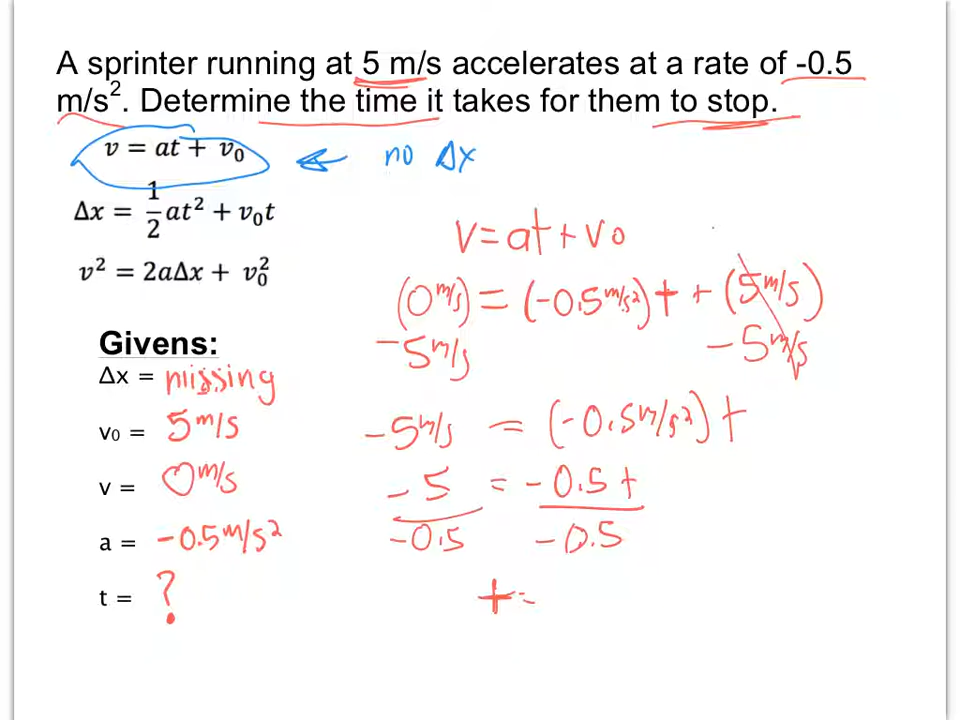 A sprinter running at 5 m/s accelerates at a rate of -0.5
m/s². Determine the time it takes for them to stop.
v = at + v₀
no Δx
Δx = 1/2 at² + v₀t
v² = 2aΔx + v₀²
v = at + v₀
(0 m/s) = (-0.5 m/s²) t + (5 m/s)
-5 m/s - 5 m/s
-5 m/s = (-0.5 m/s²) t
-5 = -0.5 t
-0.5 -0.5
t =
Givens:
Δx = missing
v₀ = 5 m/s
v = 0 m/s
a = -0.5 m/s²
t = ?